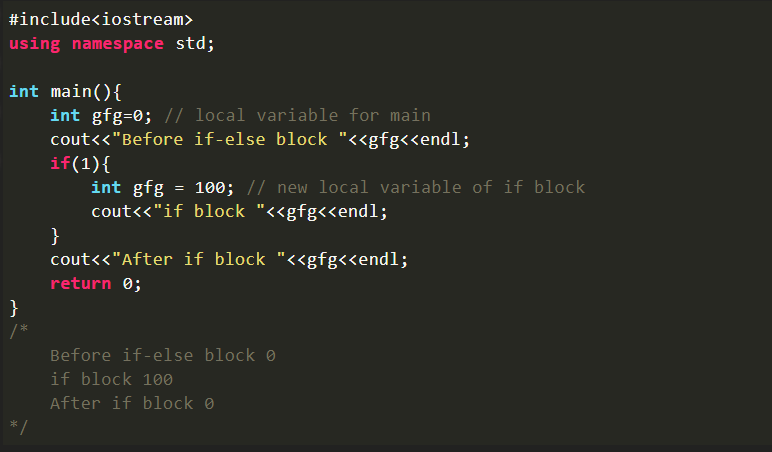 #include<iostream>
using namespace std;

int main(){
    int gfg=0; // local variable for main
    cout<<"Before if-else block "<<gfg<<endl;
    if(1){
        int gfg = 100; // new local variable of if block
        cout<<"if block "<<gfg<<endl;
    }
    cout<<"After if block "<<gfg<<endl;
    return 0;
}
/*
    Before if-else block 0
    if block 100
    After if block 0
*/